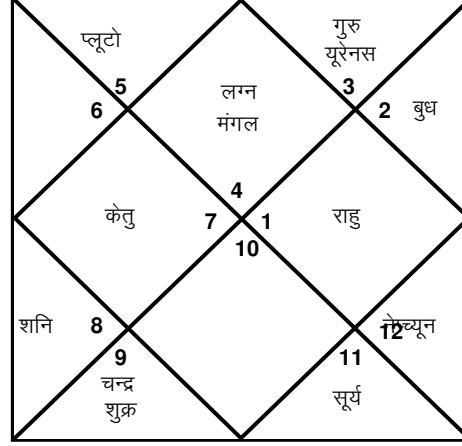 गुरु
प्लूटो
यूरेनस
5
3
लग्न
6
2
बुध
मंगल
4
केतु
7
1
राहु
10
शनि
8
12
नेप्च्यून
9
11
चन्द्र
सूर्य
शुक्र